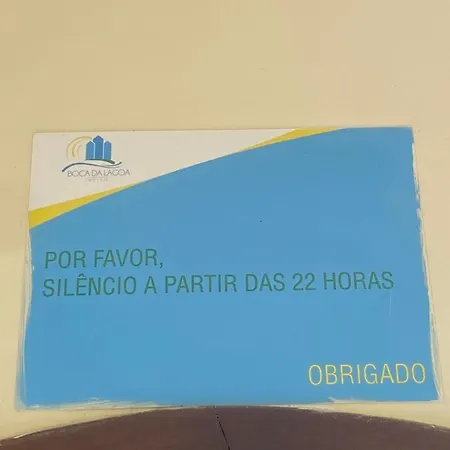 BOCA DA LAGOA
POR FAVOR,
SILÊNCIO A PARTIR DAS 22 HORAS
OBRIGADO